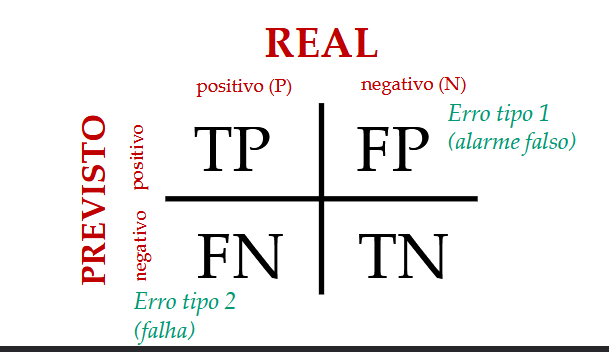 REAL
positivo (P)
negativo (N)
PREVISTO
positivo
TP
FP
Erro tipo 1
(alarme falso)
negativo
FN
TN
Erro tipo 2
(falha)